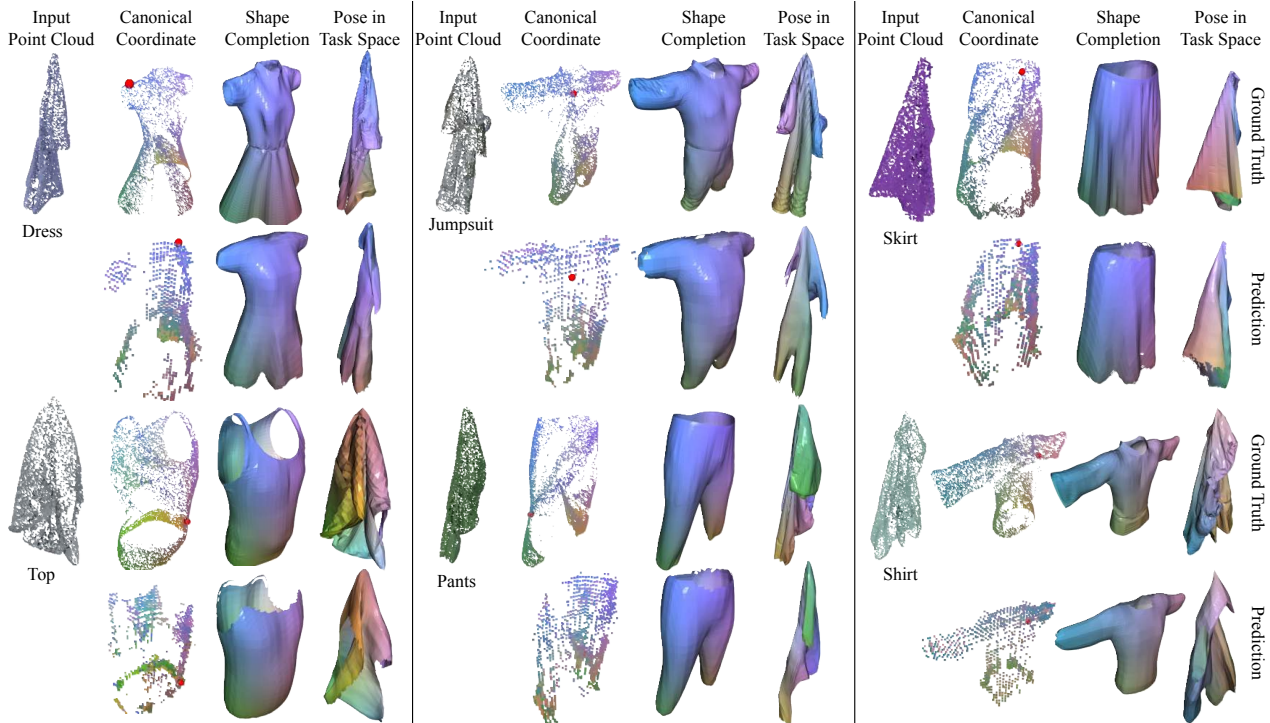 Input
Point Cloud
Canonical
Coordinate
Shape
Completion
Pose in
Task Space
Input
Point Cloud
Canonical
Coordinate
Shape
Completion
Pose in
Task Space
Input
Point Cloud
Canonical
Coordinate
Shape
Completion
Pose in
Task Space
Ground Truth
Dress
Jumpsuit
Skirt
Prediction
Ground Truth
Top
Pants
Shirt
Prediction